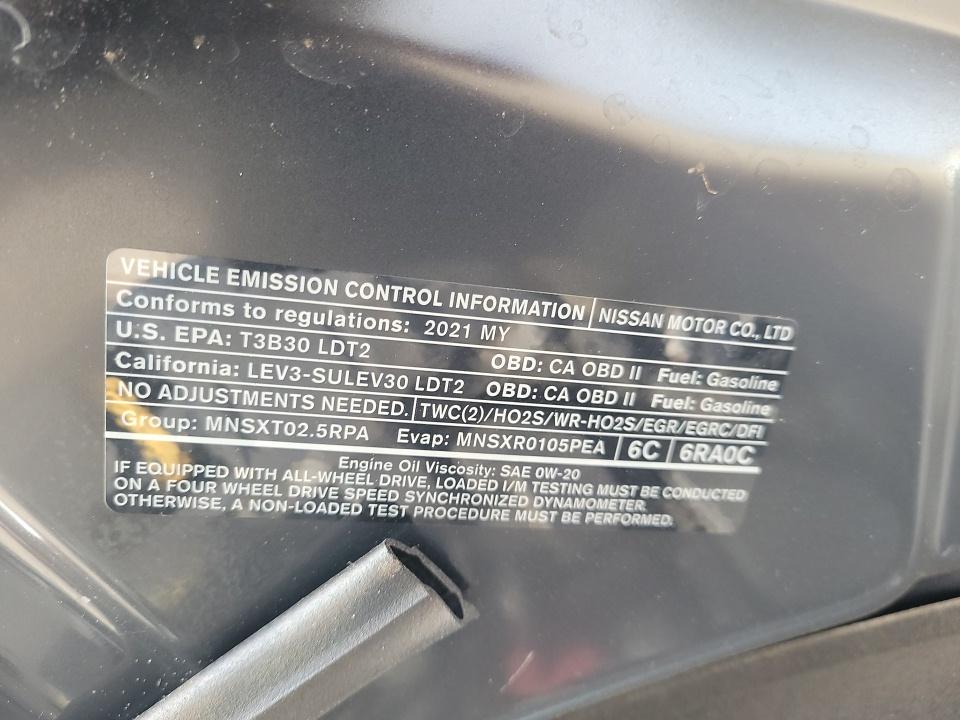 VEHICLE EMISSION CONTROL INFORMATION NISSAN MOTOR CO., LTD
Conforms to regulations: 2021 MY
U.S. EPA: T3B30 LDT2 OBD: CA OBD II Fuel: Gasoline
California: LEV3-SULEV30 LDT2 OBD: CA OBD II Fuel: Gasoline
NO ADJUSTMENTS NEEDED. TWC(2)/HO2S/WR-HO2S/EGR/EGRC/DFI
Group: MNSXT02.5RPA Evap: MNSXR0105PEA 6C 6RA0C
Engine Oil Viscosity: SAE 0W-20
IF EQUIPPED WITH ALL-WHEEL DRIVE, LOADED I/M TESTING MUST BE CONDUCTED
ON A FOUR WHEEL DRIVE SPEED SYNCHRONIZED DYNAMOMETER.
OTHERWISE, A NON-LOADED TEST PROCEDURE MUST BE PERFORMED.